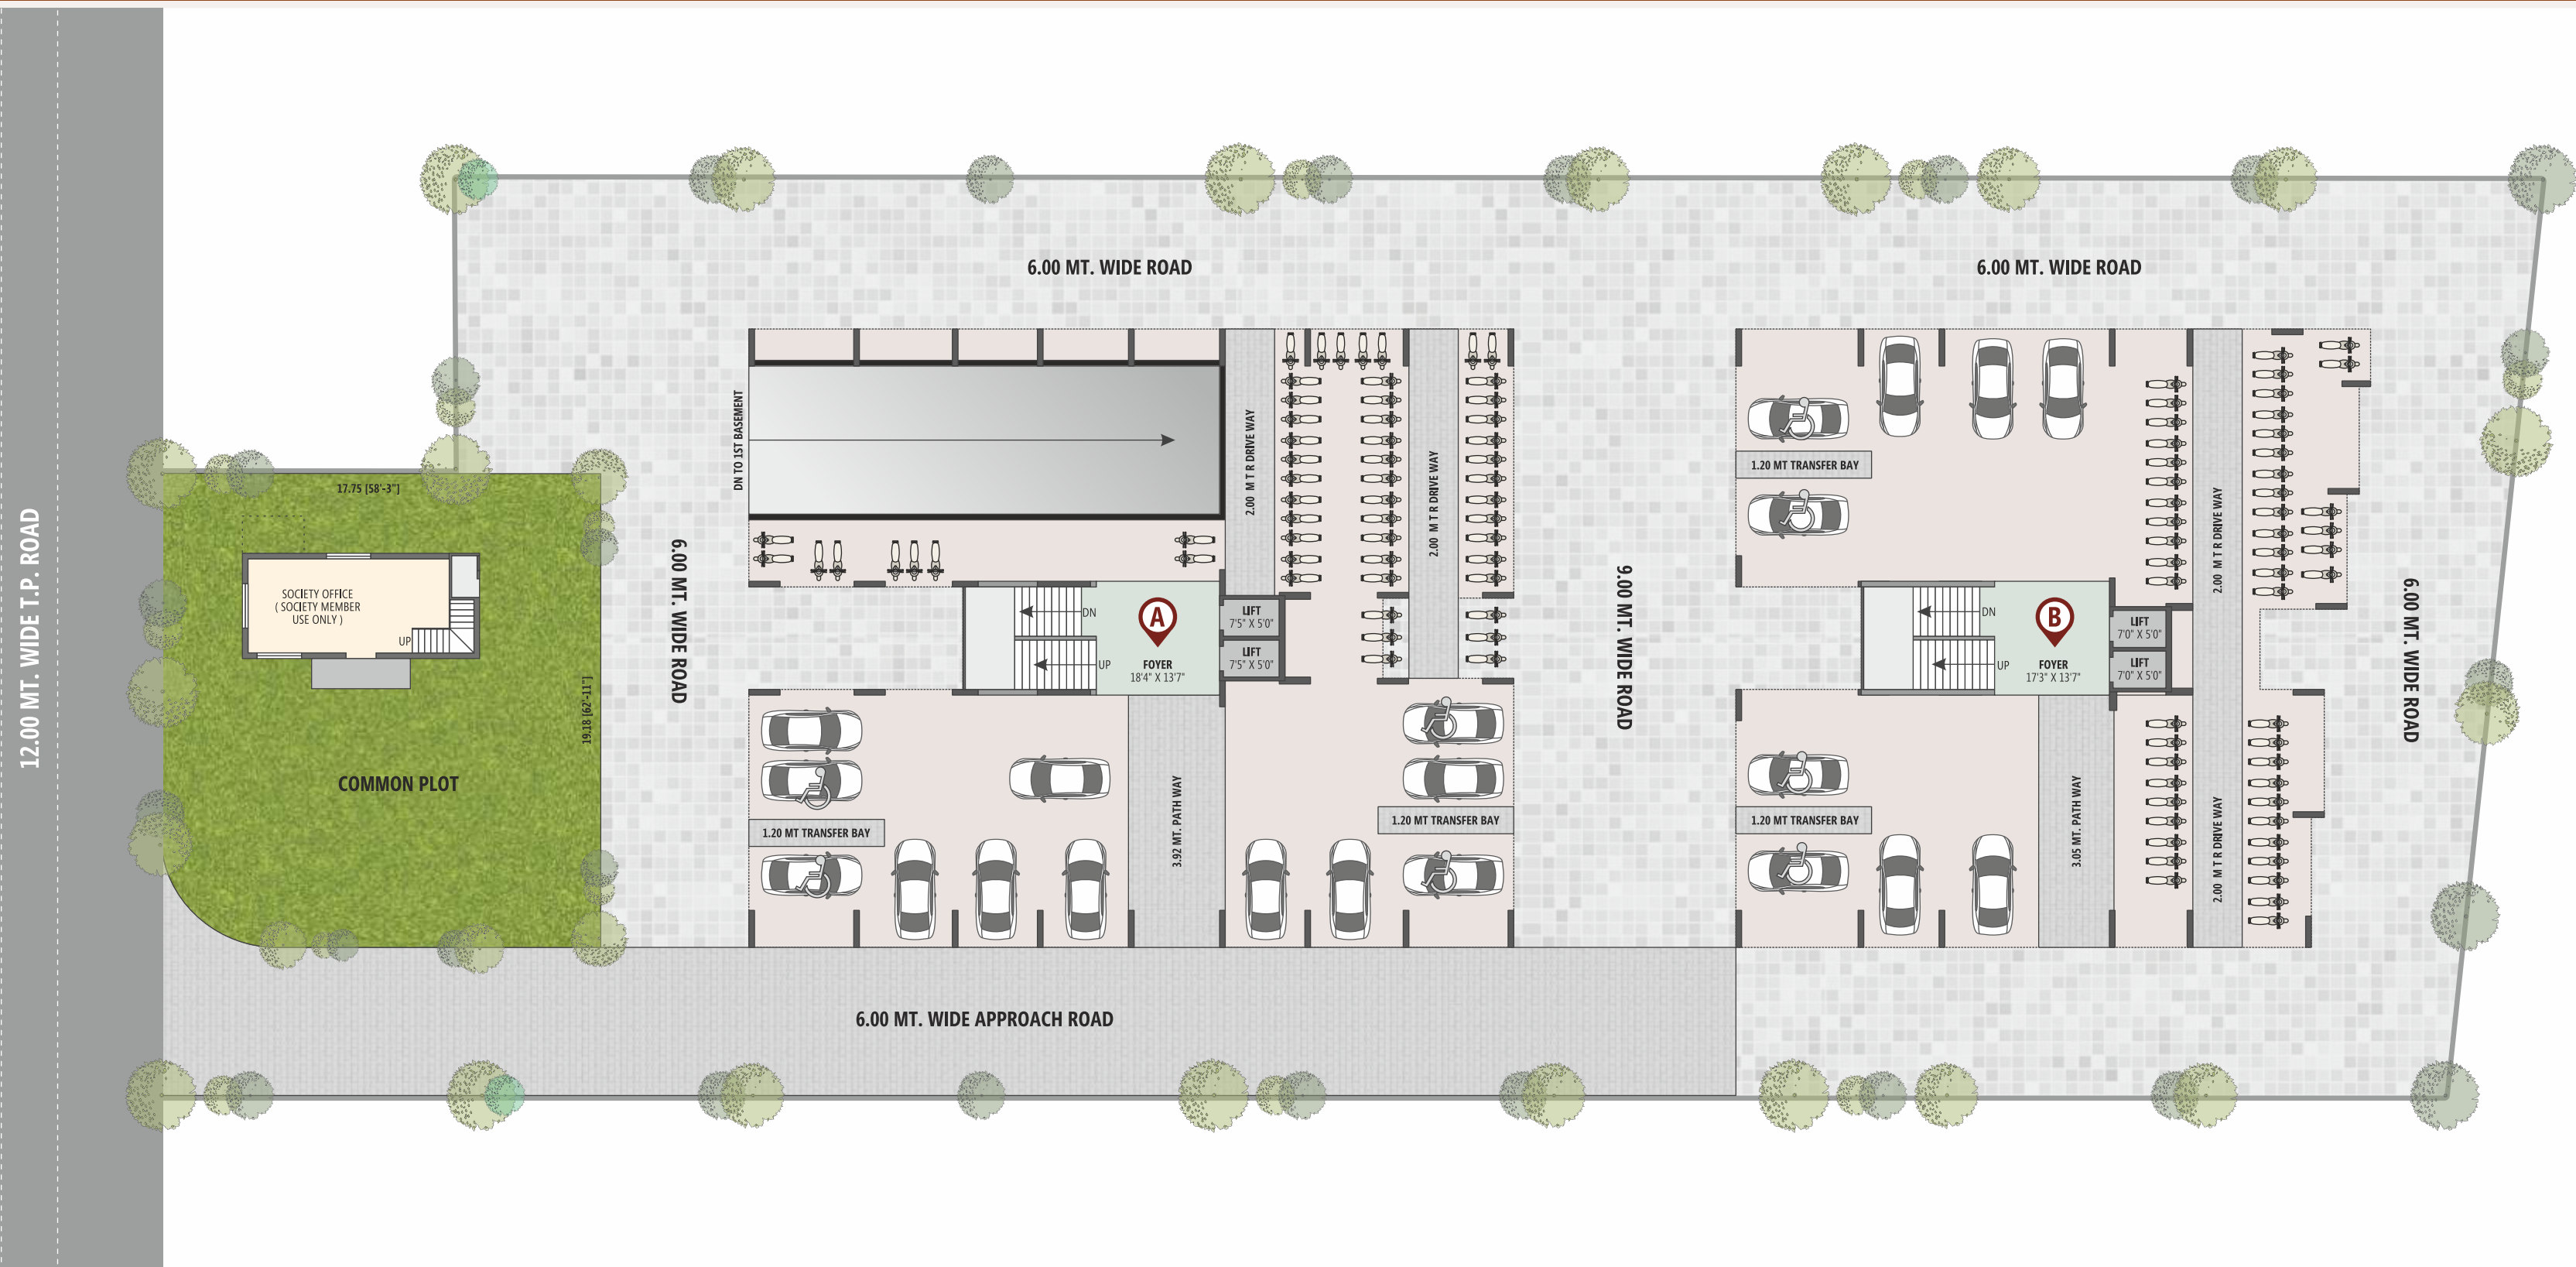 12.00 MT. WIDE T.P. ROAD
17.75 [58'-3"]
SOCIETY OFFICE
( SOCIETY MEMBER
USE ONLY )
UP
19.18 [62'-11"]
COMMON PLOT
6.00 MT. WIDE ROAD
6.00 MT. WIDE ROAD
6.00 MT. WIDE ROAD
DN TO 1ST BASEMENT
2.00 M T R DRIVE WAY
2.00 M T R DRIVE WAY
DN
UP
A
FOYER
18'4" X 13'7"
LIFT
7'5" X 5'0"
LIFT
7'5" X 5'0"
1.20 MT TRANSFER BAY
3.92 MT. PATH WAY
1.20 MT TRANSFER BAY
9.00 MT. WIDE ROAD
1.20 MT TRANSFER BAY
DN
UP
B
FOYER
17'3" X 13'7"
LIFT
7'0" X 5'0"
LIFT
7'0" X 5'0"
2.00 M T R DRIVE WAY
1.20 MT TRANSFER BAY
3.05 MT. PATH WAY
2.00 M T R DRIVE WAY
6.00 MT. WIDE ROAD
6.00 MT. WIDE APPROACH ROAD